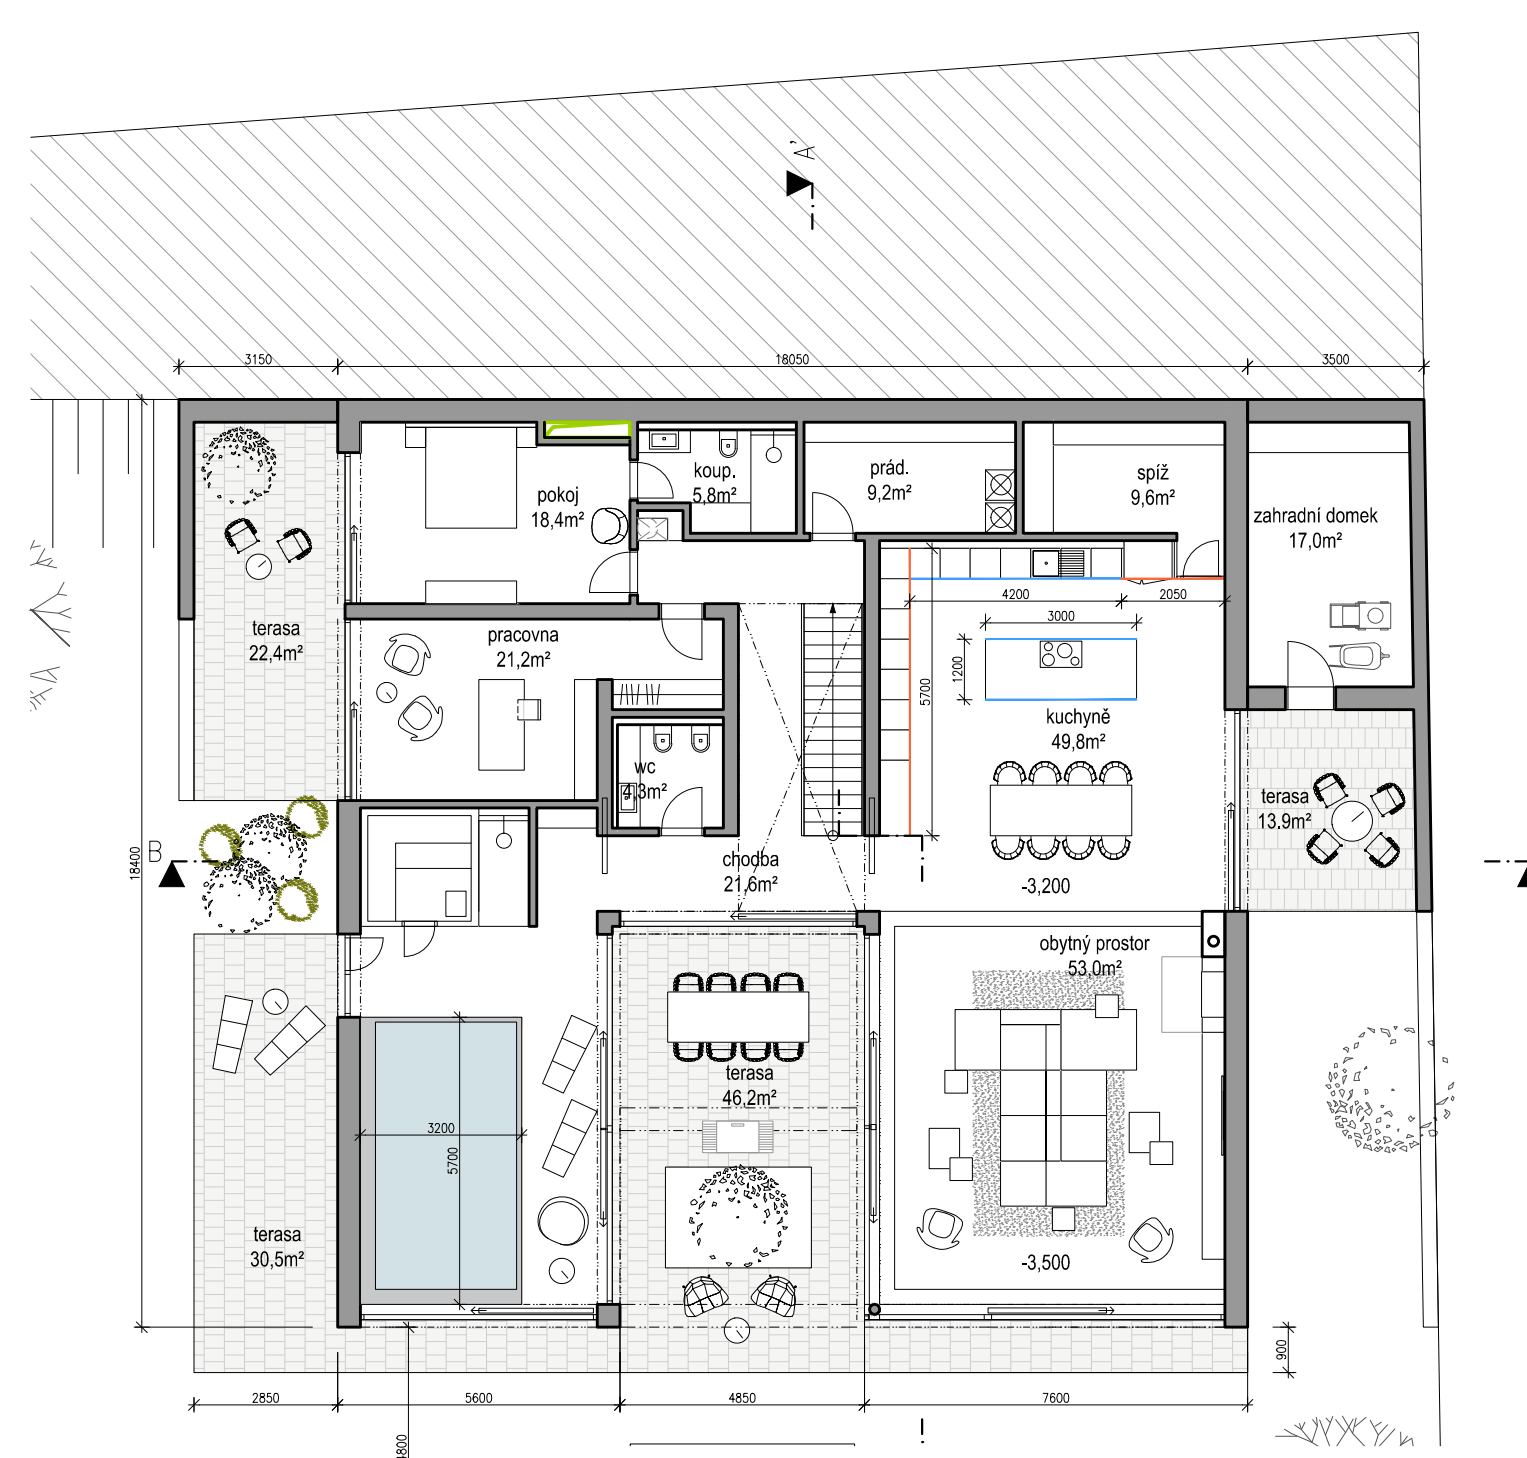 A'
3150
18050
3500
koup.
5,8m²
prád.
9,2m²
spíž
9,6m²
pokoj
18,4m²
zahradní domek
17,0m²
4200
2050
3000
1200
5700
terasa
22,4m²
pracovna
21,2m²
kuchyně
49,8m²
wc
4,3m²
terasa
13,9m²
18400
B
chodba
21,6m²
-3,200
obytný prostor
53,0m²
terasa
46,2m²
3200
5700
terasa
30,5m²
-3,500
900
2850
5600
4850
7600
4800